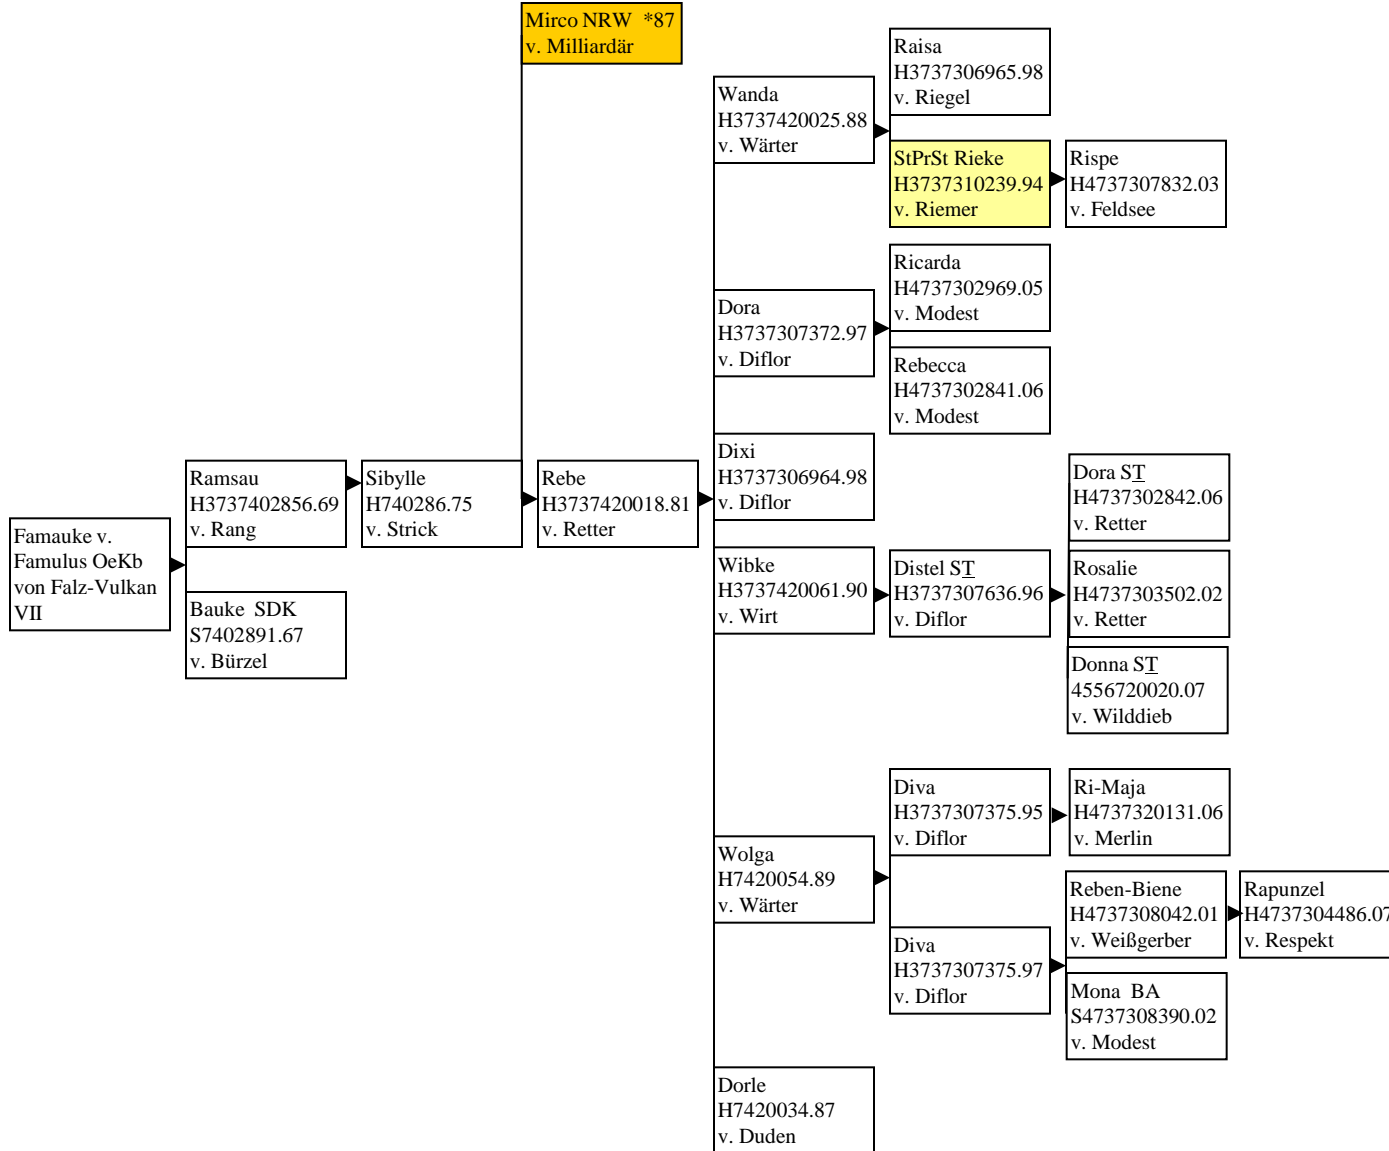 Mirco NRW  *87
v. Milliardär
Raisa
H3737306965.98
v. Riegel
Wanda
H3737420025.88
v. Wärter
StPrSt Rieke
H3737310239.94
v. Riemer
Rispe
H4737307832.03
v. Feldsee
Ricarda
H4737302969.05
v. Modest
Dora
H3737307372.97
v. Diflor
Rebecca
H4737302841.06
v. Modest
Dixi
H3737306964.98
v. Diflor
Ramsau
H3737402856.69
v. Rang
Sibylle
H740286.75
v. Strick
Rebe
H3737420018.81
v. Retter
Dora ST
H4737302842.06
v. Retter
Famauke v.
Famulus OeKb
von Falz-Vulkan
VII
Wibke
H3737420061.90
v. Wirt
Distel ST
H3737307636.96
v. Diflor
Rosalie
H4737303502.02
v. Retter
Bauke  SDK
S7402891.67
v. Bürzel
Donna ST
4556720020.07
v. Wilddieb
Diva
H3737307375.95
v. Diflor
Ri-Maja
H4737320131.06
v. Merlin
Wolga
H7420054.89
v. Wärter
Reben-Biene
H4737308042.01
v. Weißgerber
Rapunzel
H4737304486.07
v. Respekt
Diva
H3737307375.97
v. Diflor
Mona  BA
S4737308390.02
v. Modest
Dorle
H7420034.87
v. Duden